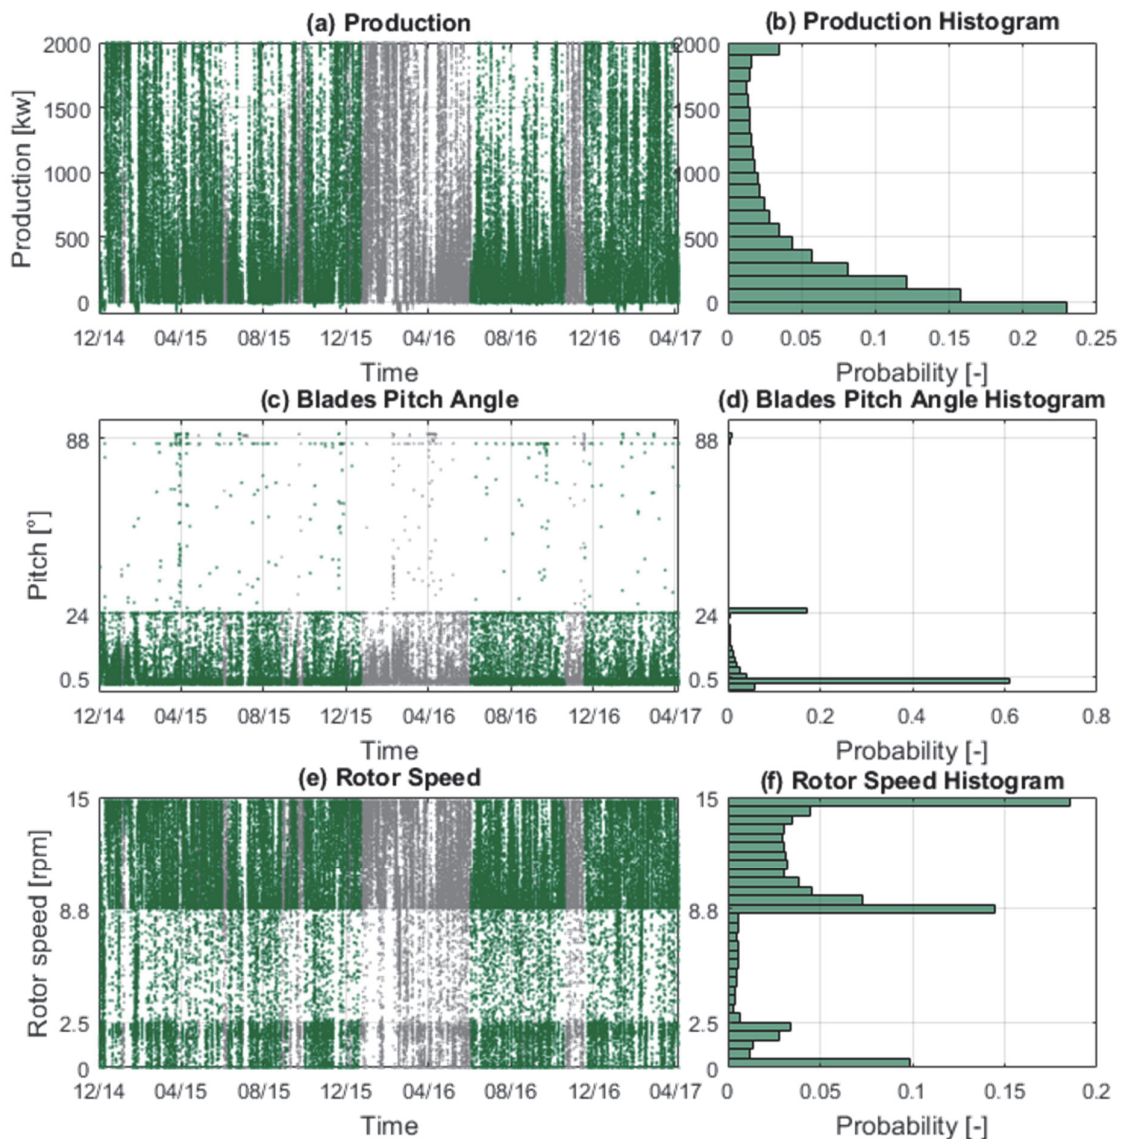 (a) Production
(b) Production Histogram
Production [kw]
2000
1500
1000
500
0
12/14 04/15 08/15 12/15 04/16 08/16 12/16 04/17
Time
2000
1500
1000
500
0
0 0.05 0.1 0.15 0.2 0.25
Probability [-]
(c) Blades Pitch Angle
(d) Blades Pitch Angle Histogram
Pitch [°]
88
24
0.5
12/14 04/15 08/15 12/15 04/16 08/16 12/16 04/17
Time
88
24
0.5
0 0.2 0.4 0.6 0.8
Probability [-]
(e) Rotor Speed
(f) Rotor Speed Histogram
Rotor speed [rpm]
15
8.8
2.5
0
12/14 04/15 08/15 12/15 04/16 08/16 12/16 04/17
Time
15
8.8
2.5
0
0 0.05 0.1 0.15 0.2
Probability [-]